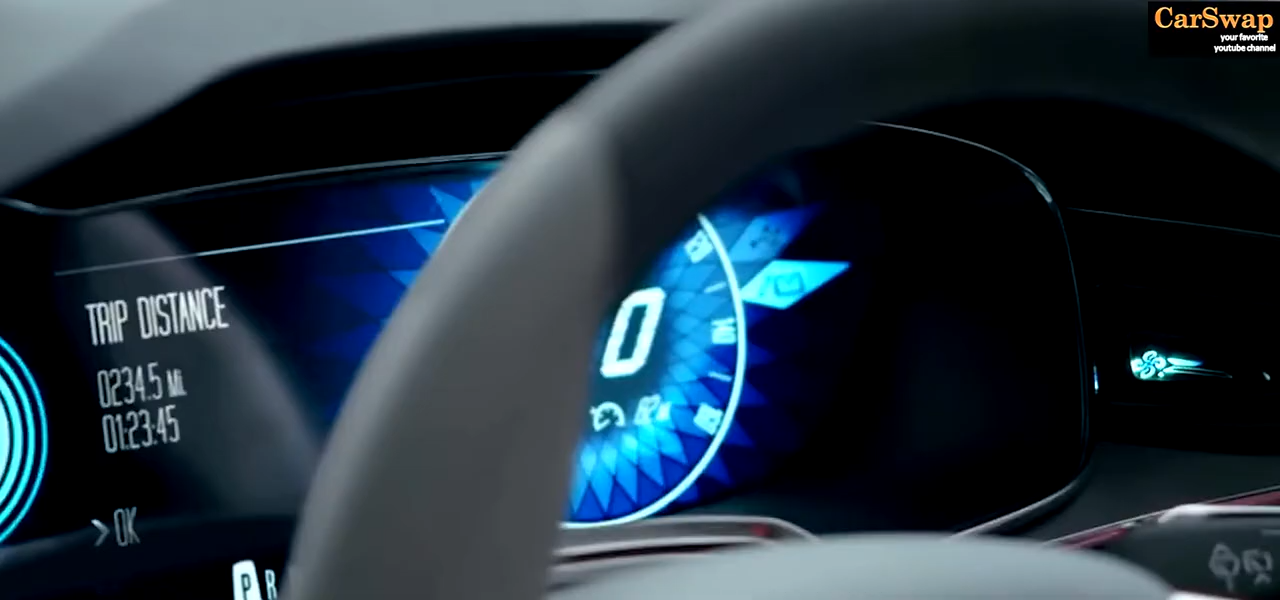 CarSwap
your favorite
youtube channel
TRIP DISTANCE
0234.5 Mi.
01:23:45
> OK
P R
0